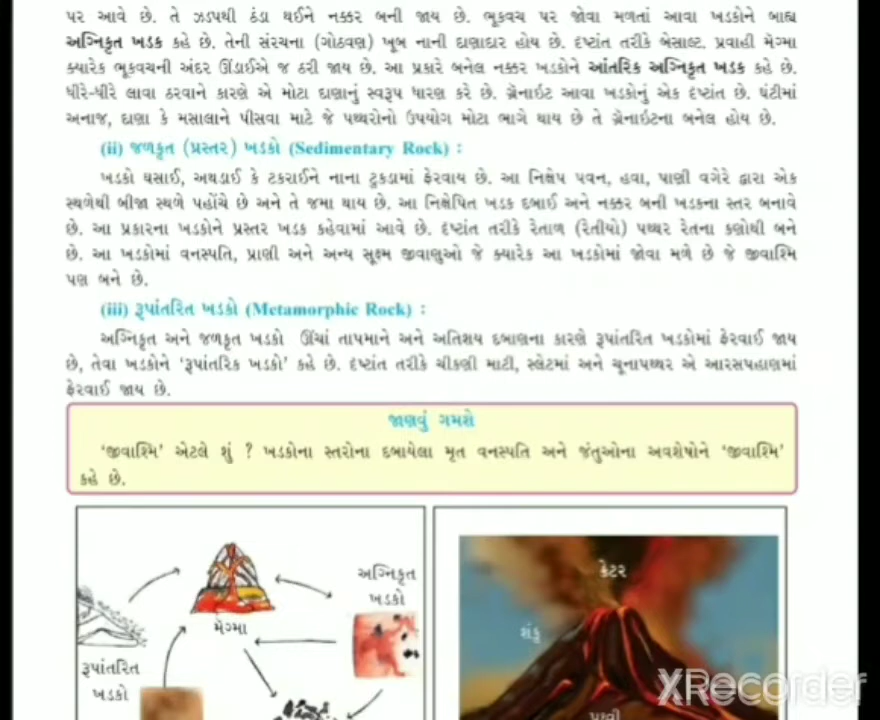 પર આવે છે. તે ઝડપથી ઠંડા થઈને નક્કર બની જાય છે. ભૂકવચ પર જોવા મળતાં આવા ખડકોને બાહ્ય
અગ્નિકૃત ખડક કહે છે. તેની સંરચના (ગોઠવણ) ખૂબ નાની દાણાદાર હોય છે. દૃષ્ટાંત તરીકે બેસાલ્ટ. પ્રવાહી મૅગ્મા
ક્યારેક ભૂકવચની અંદર ઊંડાઈએ જ ઠરી જાય છે. આ પ્રકારે બનેલ નક્કર ખડકોને આંતરિક અગ્નિકૃત ખડક કહે છે.
ધીરે-ધીરે લાવા ઠરવાને કારણે એ મોટા દાણાનું સ્વરૂપ ધારણ કરે છે. ગ્રૅનાઇટ આવા ખડકોનું એક દૃષ્ટાંત છે. ઘંટીમાં
અનાજ, દાણા કે મસાલાને પીસવા માટે જે પથ્થરોનો ઉપયોગ મોટા ભાગે થાય છે તે ગ્રૅનાઇટના બનેલ હોય છે.
(ii) જળકૃત (પ્રસ્તર) ખડકો (Sedimentary Rock) :
ખડકો ઘસાઈ, અથડાઈ કે ટકરાઈને નાના ટુકડામાં ફેરવાય છે. આ નિક્ષેપ પવન, હવા, પાણી વગેરે દ્વારા એક
સ્થળેથી બીજા સ્થળે પહોંચે છે અને તે જમા થાય છે. આ નિક્ષેપિત ખડક દબાઈ અને નક્કર બની ખડકના સ્તર બનાવે
છે. આ પ્રકારના ખડકોને પ્રસ્તર ખડક કહેવામાં આવે છે. દૃષ્ટાંત તરીકે રેતાળ (રેતીયો) પથ્થર રેતના કણોથી બને
છે. આ ખડકોમાં વનસ્પતિ, પ્રાણી અને અન્ય સૂક્ષ્મ જીવાણુઓ જે ક્યારેક આ ખડકોમાં જોવા મળે છે જે જીવાશ્મિ
પણ બને છે.
(iii) રૂપાંતરિત ખડકો (Metamorphic Rock) :
અગ્નિકૃત અને જળકૃત ખડકો ઊંચાં તાપમાને અને અતિશય દબાણના કારણે રૂપાંતરિત ખડકોમાં ફેરવાઈ જાય
છે, તેવા ખડકોને ‘રૂપાંતરિક ખડકો’ કહે છે. દૃષ્ટાંત તરીકે ચીકણી માટી, સ્લેટમાં અને ચૂનાપથ્થર એ આરસપહાણમાં
ફેરવાઈ જાય છે.
જાણવું ગમશે
‘જીવાશ્મિ’ એટલે શું ? ખડકોના સ્તરોના દબાયેલા મૃત વનસ્પતિ અને જંતુઓના અવશેષોને ‘જીવાશ્મિ’
કહે છે.
મૅગ્મા
અગ્નિકૃત
ખડકો
રૂપાંતરિત
ખડકો
ક્રેટર
શંકુ
પૃથ્વી
XRecorder